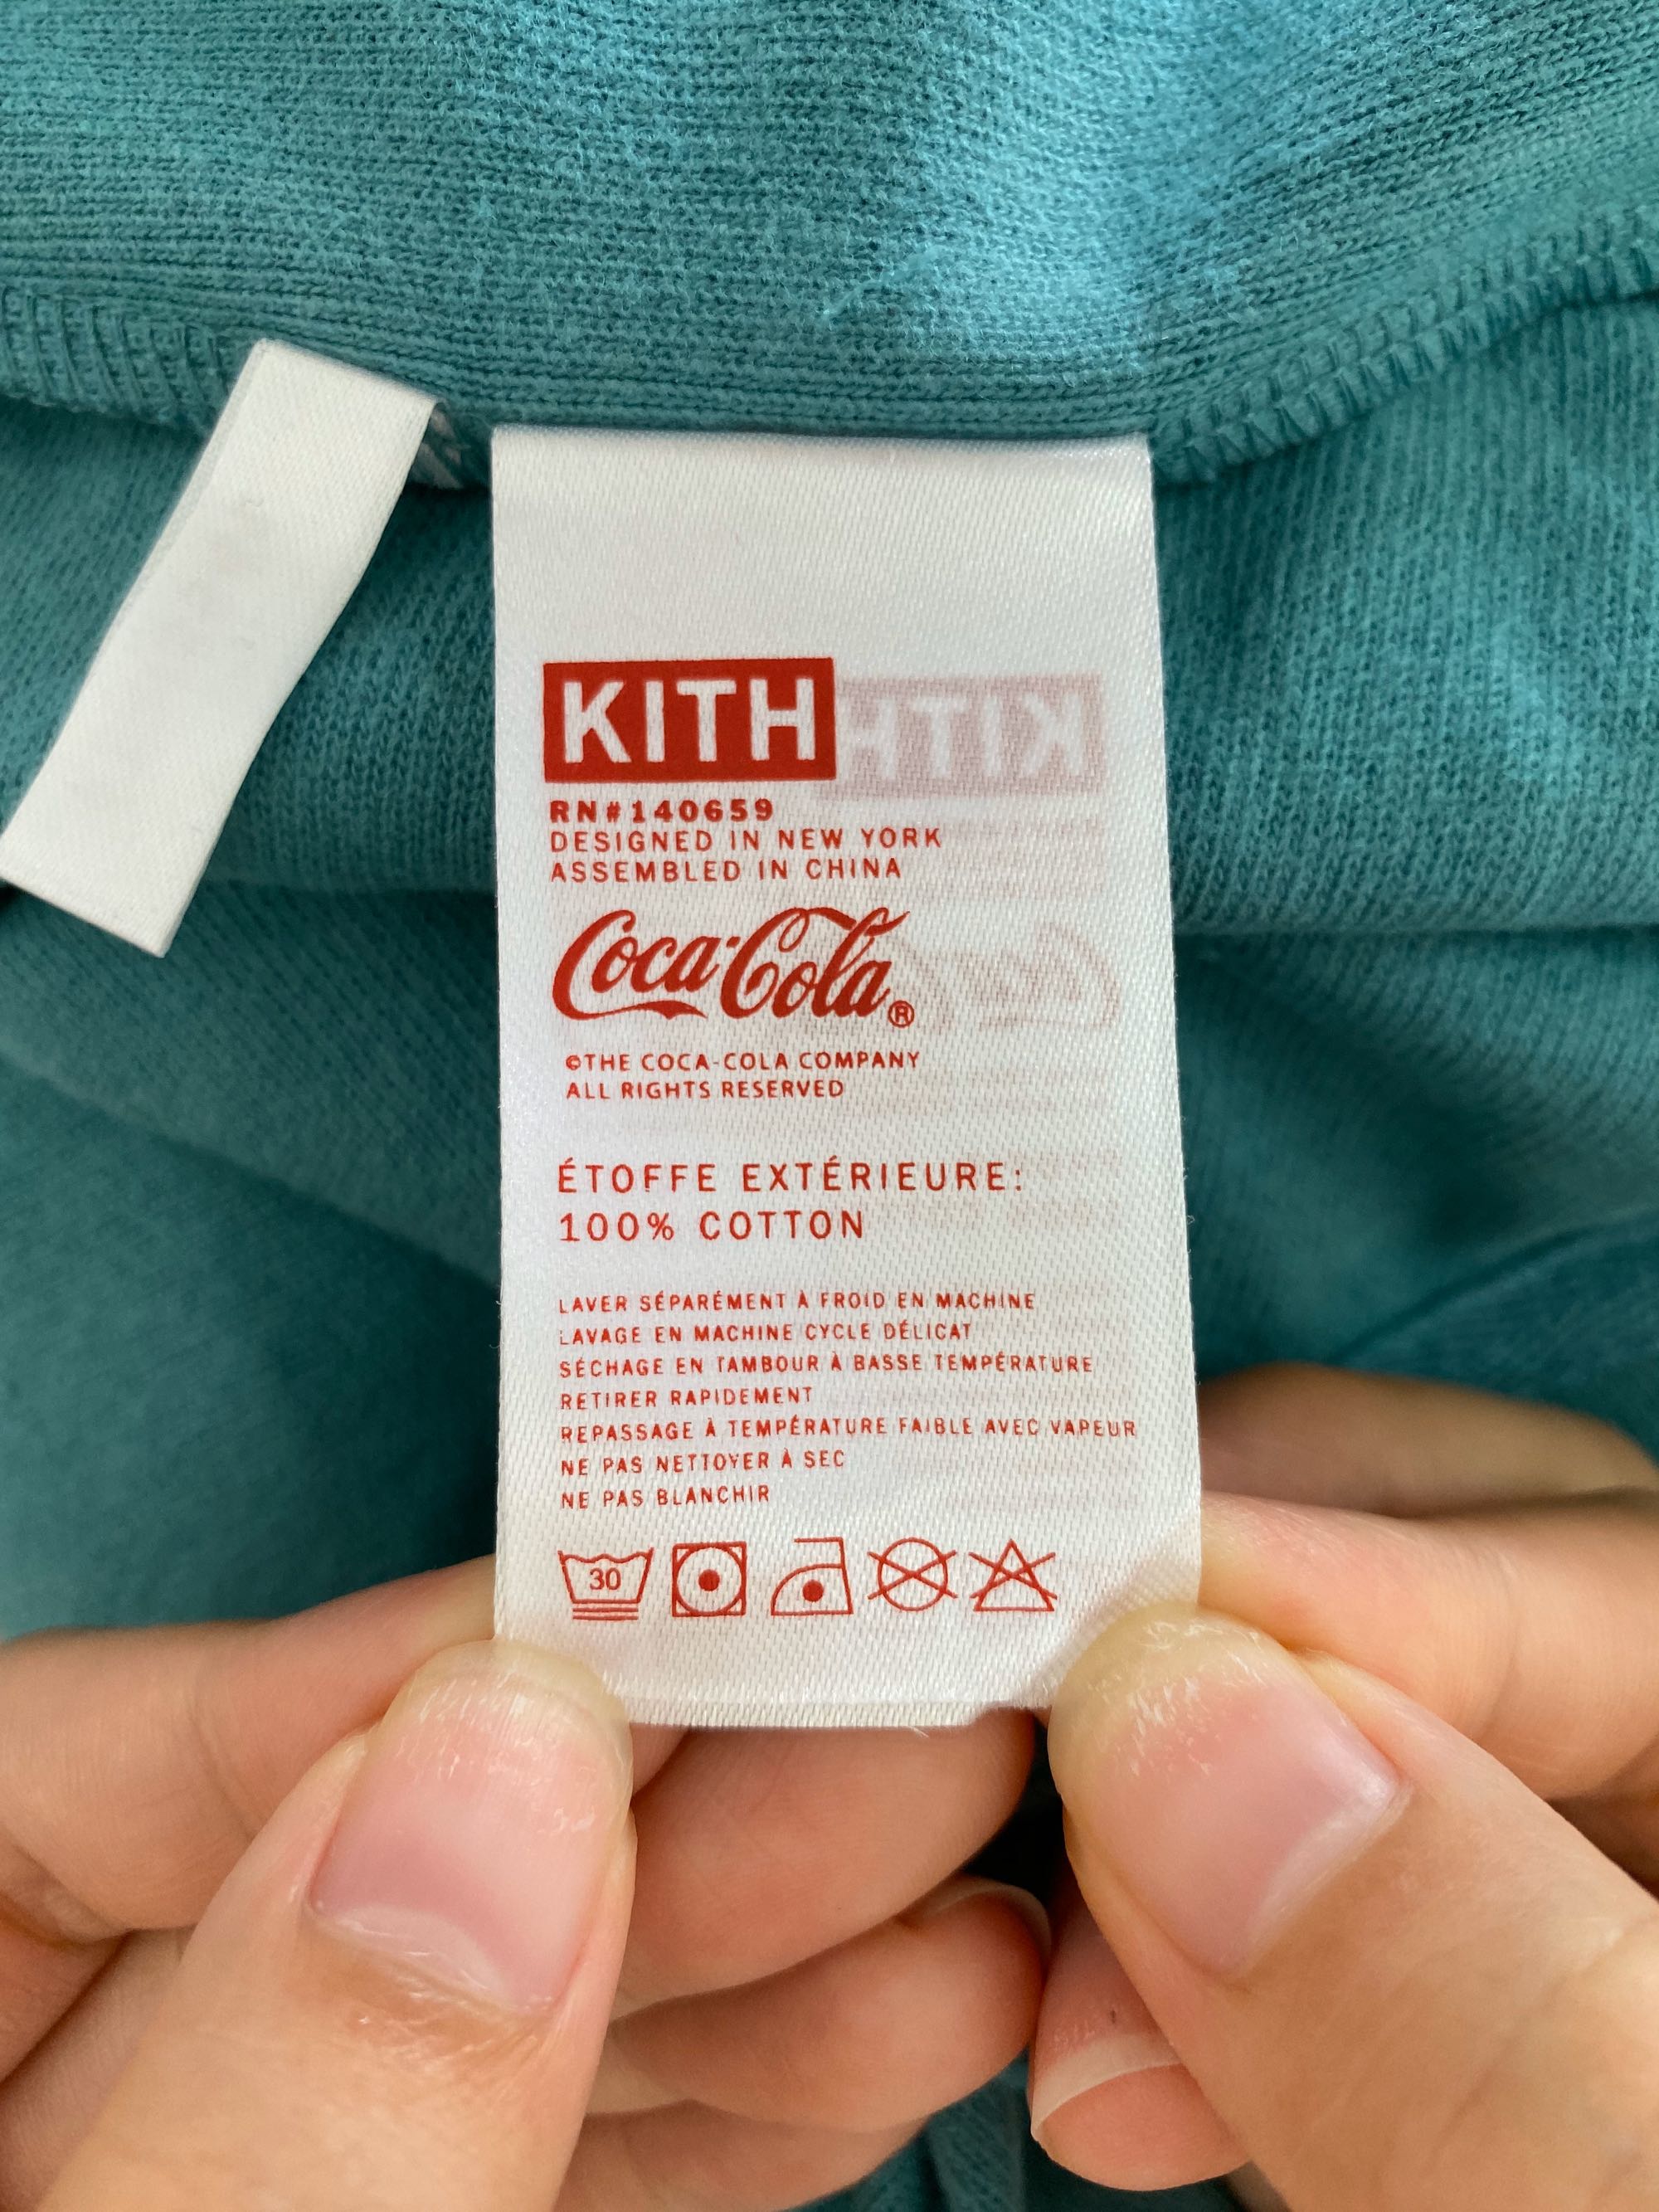 KITH
RN#140659
DESIGNED IN NEW YORK
ASSEMBLED IN CHINA
Coca-Cola®
©THE COCA-COLA COMPANY
ALL RIGHTS RESERVED
ÉTOFFE EXTÉRIEURE:
100% COTTON
LAVER SÉPARÉMENT À FROID EN MACHINE
LAVAGE EN MACHINE CYCLE DÉLICAT
SÉCHAGE EN TAMBOUR À BASSE TEMPÉRATURE
RETIRER RAPIDEMENT
REPASSAGE À TEMPÉRATURE FAIBLE AVEC VAPEUR
NE PAS NETTOYER À SEC
NE PAS BLANCHIR
30